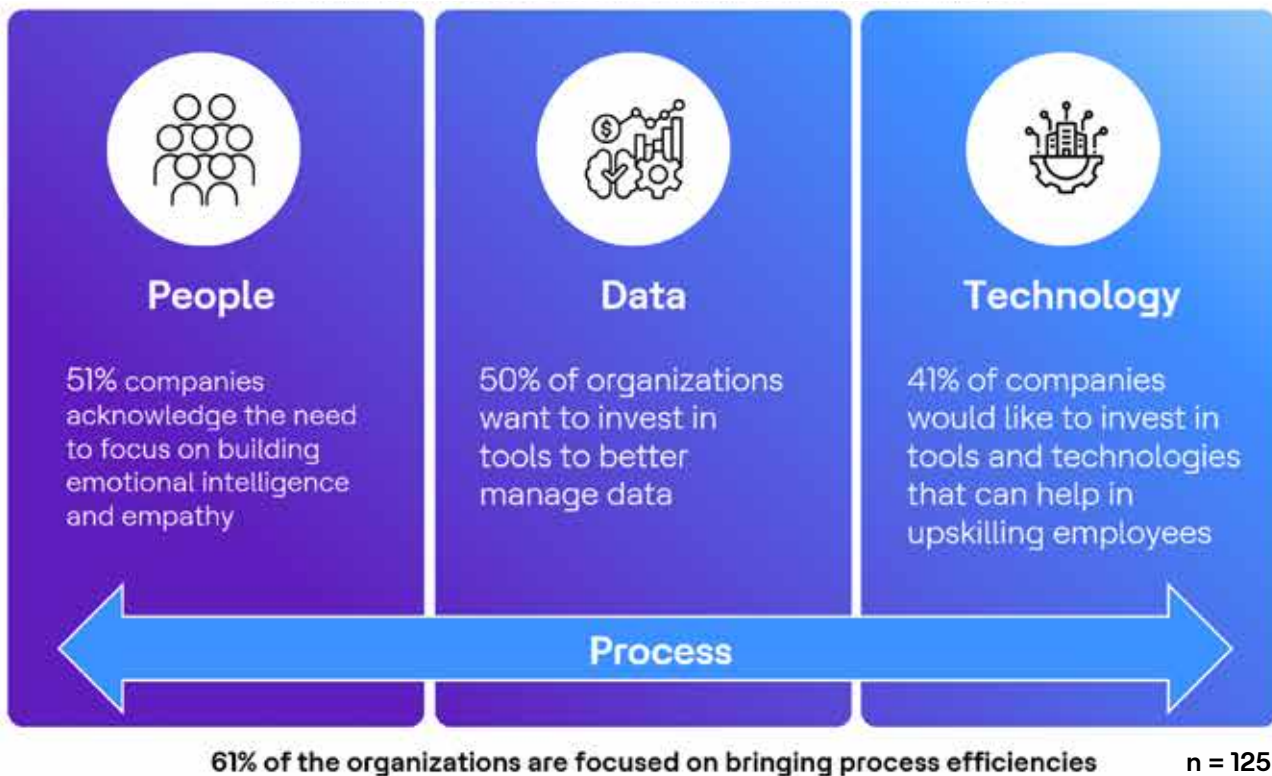 People
51% companies
acknowledge the need
to focus on building
emotional intelligence
and empathy
Data
50% of organizations
want to invest in
tools to better
manage data
Technology
41% of companies
would like to invest in
tools and technologies
that can help in
upskilling employees
Process
61% of the organizations are focused on bringing process efficiencies
n = 125